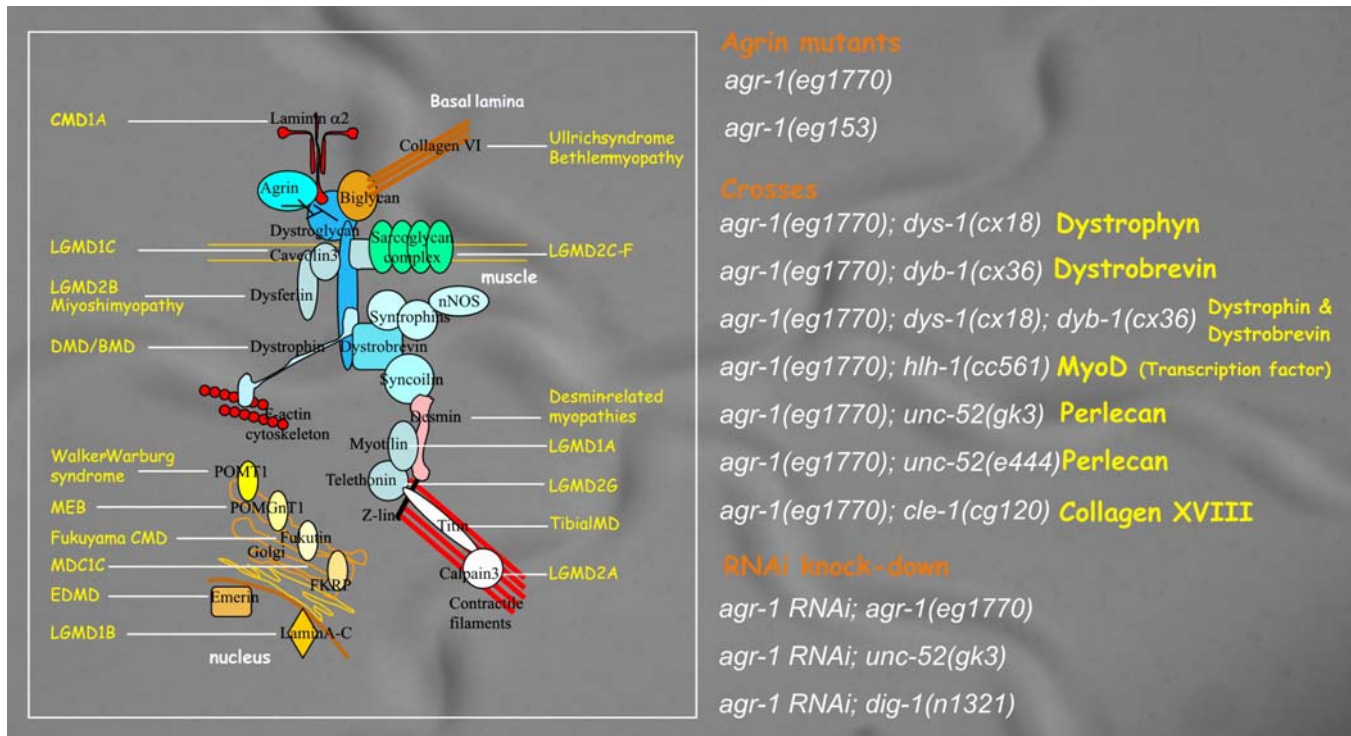 Basal lamina
CMD1A
Laminin α2
Collagen VI
Ullrichsyndrome
Bethlemmyopathy
Agrin
Biglycan
Dystroglycan
LGMD1C
Caveolin3
Sarcoglycan
complex
LGMD2C-F
muscle
LGMD2B
Miyoshimyopathy
Dysferlin
nNOS
Syntrophins
DMD/BMD
Dystrophin
Dystrobrevin
Syncoilin
F-actin
cytoskeleton
Desmin
Desmin-related
myopathies
Myotilin
LGMD1A
WalkerWarburg
syndrome
POMT1
Telethonin
LGMD2G
MEB
POMGnT1
Z-line
Titin
TibialMD
Fukuyama CMD
Fukutin
Golgi
MDC1C
FKRP
Calpain3
LGMD2A
EDMD
Emerin
Contractile
filaments
LGMD1B
LaminA-C
nucleus
Agrin mutants
agr-1(eg1770)
agr-1(eg153)
Crosses
agr-1(eg1770); dys-1(cx18) Dystrophyn
agr-1(eg1770); dyb-1(cx36) Dystrobrevin
agr-1(eg1770); dys-1(cx18); dyb-1(cx36) Dystrophin &
Dystrobrevin
agr-1(eg1770); hlh-1(cc561) MyoD (Transcription factor)
agr-1(eg1770); unc-52(gk3) Perlecan
agr-1(eg1770); unc-52(e444) Perlecan
agr-1(eg1770); cle-1(cg120) Collagen XVIII
RNAi knock-down
agr-1 RNAi; agr-1(eg1770)
agr-1 RNAi; unc-52(gk3)
agr-1 RNAi; dig-1(n1321)